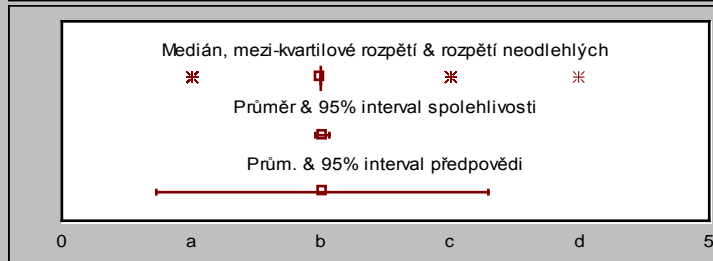 Medián, mezi-kvartilové rozpětí & rozpětí neodlehlých
Průměr & 95% interval spolehlivosti
Prům. & 95% interval předpovědi
0 a b c d 5